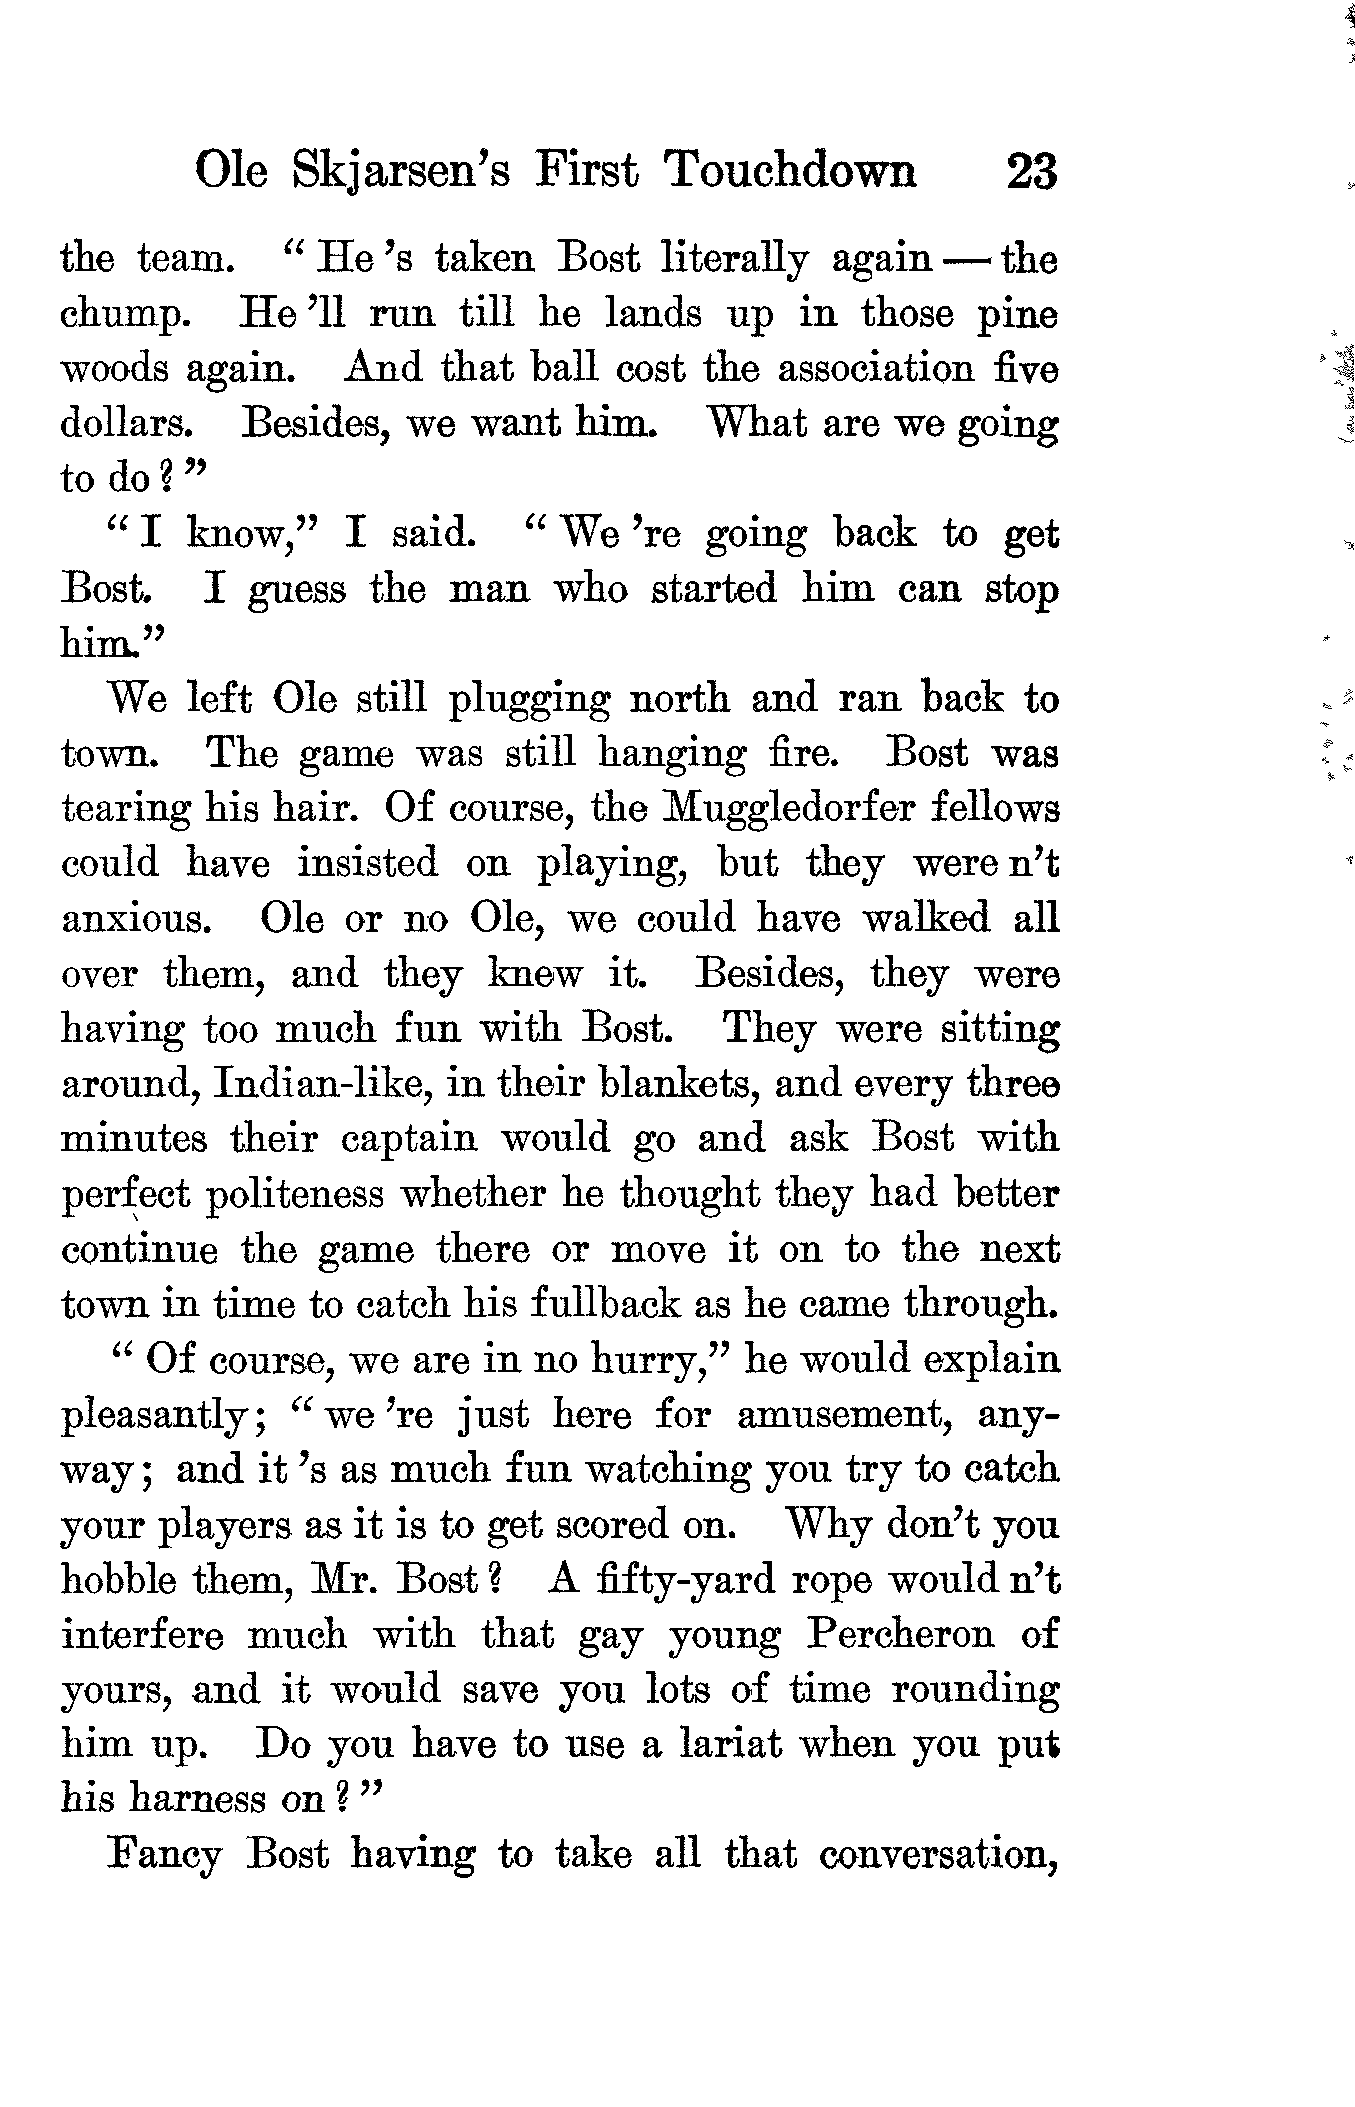 Ole Skjarsen's First Touchdown 23
the team. "He's taken Bost literally again—the
chump. He'll run till he lands up in those pine
woods again. And that ball cost the association five
dollars. Besides, we want him. What are we going
to do?"
"I know," I said. "We're going back to get
Bost. I guess the man who started him can stop
him."
We left Ole still plugging north and ran back to
town. The game was still hanging fire. Bost was
tearing his hair. Of course, the Muggledorfer fellows
could have insisted on playing, but they were n't
anxious. Ole or no Ole, we could have walked all
over them, and they knew it. Besides, they were
having too much fun with Bost. They were sitting
around, Indian-like, in their blankets, and every three
minutes their captain would go and ask Bost with
perfect politeness whether he thought they had better
continue the game there or move it on to the next
town in time to catch his fullback as he came through.
"Of course, we are in no hurry," he would explain
pleasantly; "we're just here for amusement, any-
way; and it's as much fun watching you try to catch
your players as it is to get scored on. Why don't you
hobble them, Mr. Bost? A fifty-yard rope would n't
interfere much with that gay young Percheron of
yours, and it would save you lots of time rounding
him up. Do you have to use a lariat when you put
his harness on?"
Fancy Bost having to take all that conversation,